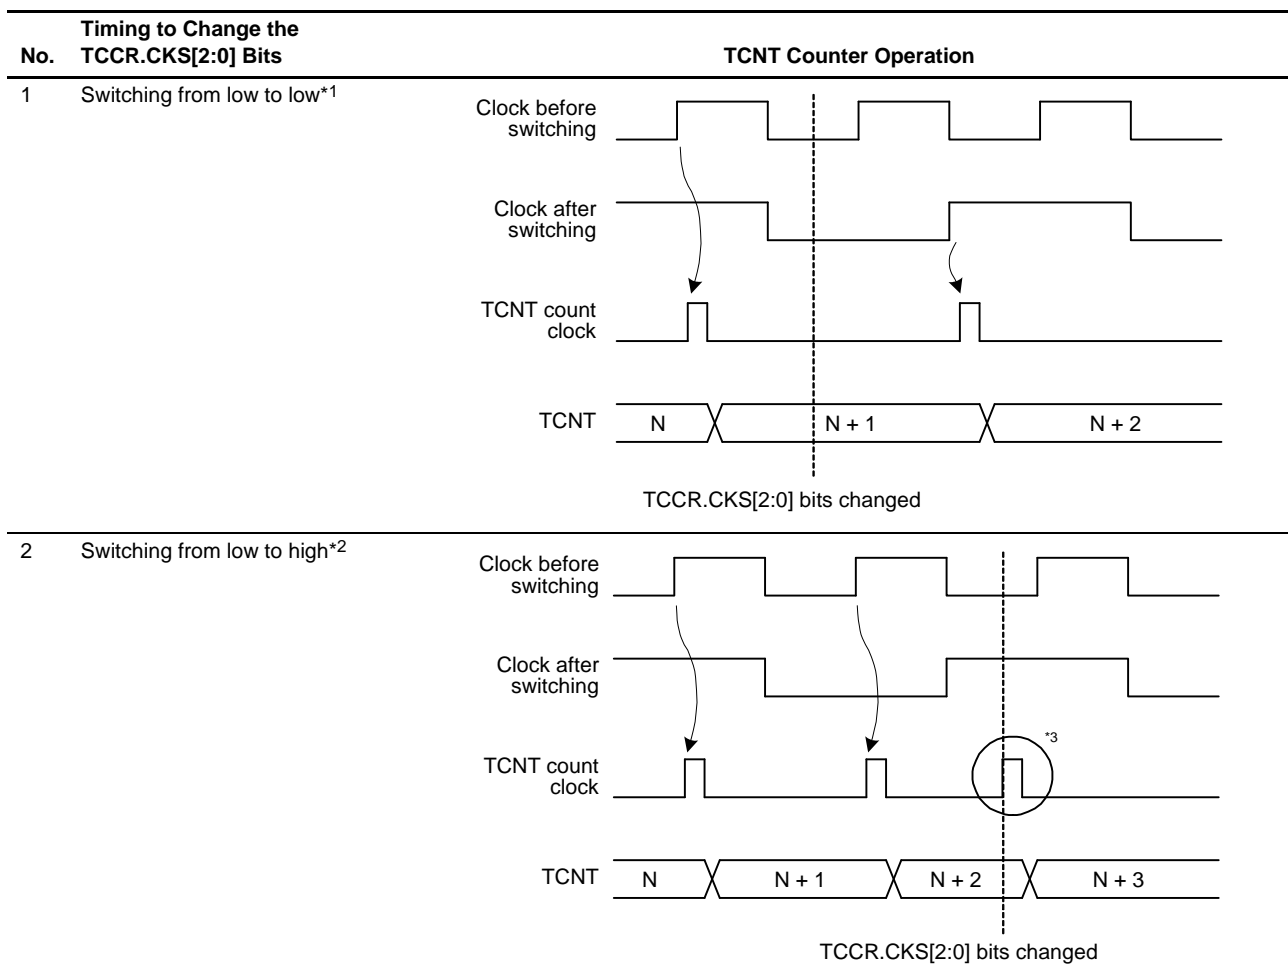 Timing to Change the
No. TCCR.CKS[2:0] Bits TCNT Counter Operation
1 Switching from low to low*1
Clock before
switching
Clock after
switching
TCNT count
clock
TCNT N N + 1 N + 2
TCCR.CKS[2:0] bits changed
2 Switching from low to high*2
Clock before
switching
Clock after
switching
*3
TCNT count
clock
TCNT N N + 1 N + 2 N + 3
TCCR.CKS[2:0] bits changed